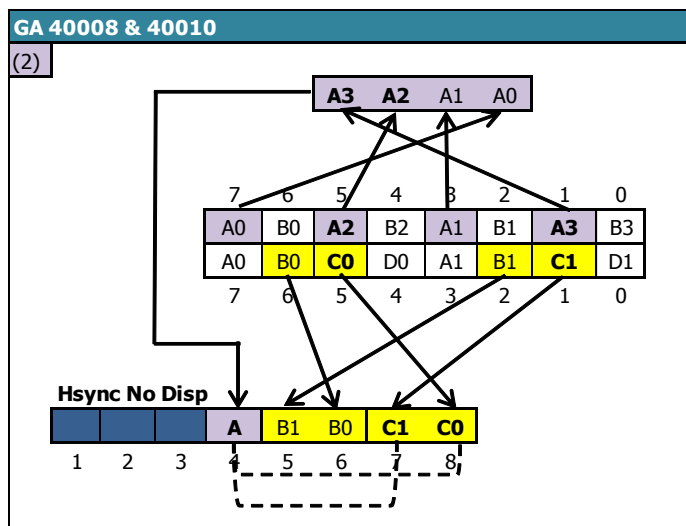 GA 40008 & 40010
(2)
A3 A2 A1 A0
7 6 5 4 3 2 1 0
A0 B0 A2 B2 A1 B1 A3 B3
A0 B0 C0 D0 A1 B1 C1 D1
7 6 5 4 3 2 1 0
Hsync No Disp
A B1 B0 C1 C0
1 2 3 4 5 6 7 8